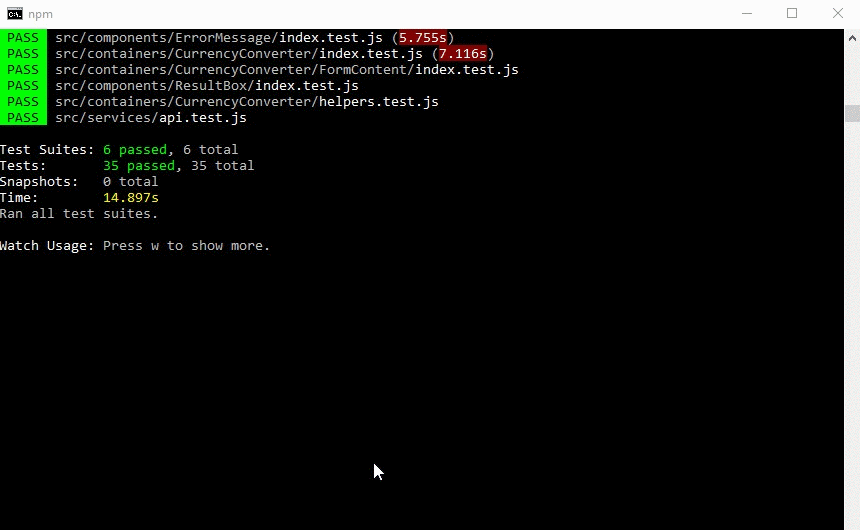 npm
PASS src/components/ErrorMessage/index.test.js (5.755s)
PASS src/containers/CurrencyConverter/index.test.js (7.116s)
PASS src/containers/CurrencyConverter/FormContent/index.test.js
PASS src/components/ResultBox/index.test.js
PASS src/containers/CurrencyConverter/helpers.test.js
PASS src/services/api.test.js
Test Suites: 6 passed, 6 total
Tests: 35 passed, 35 total
Snapshots: 0 total
Time: 14.897s
Ran all test suites.
Watch Usage: Press w to show more.